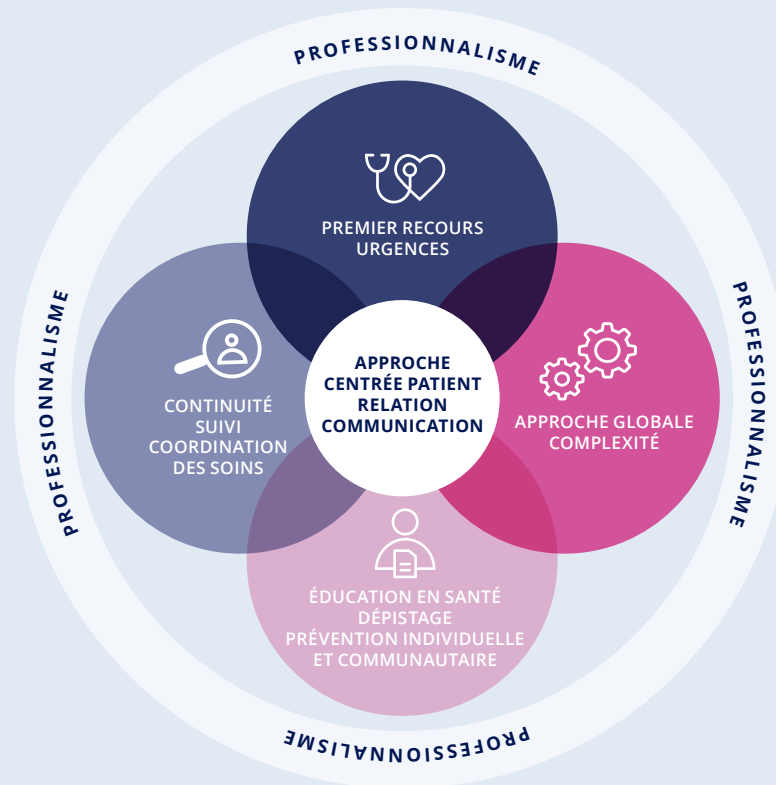 PROFESSIONNALISME
PREMIER RECOURS
URGENCES
PROFESSIONNALISME
CONTINUITÉ
SUIVI
COORDINATION
DES SOINS
APPROCHE
CENTRÉE PATIENT
RELATION
COMMUNICATION
APPROCHE GLOBALE
COMPLEXITÉ
PROFESSIONNALISME
ÉDUCATION EN SANTÉ
DÉPISTAGE
PRÉVENTION INDIVIDUELLE
ET COMMUNAUTAIRE
PROFESSIONNALISME